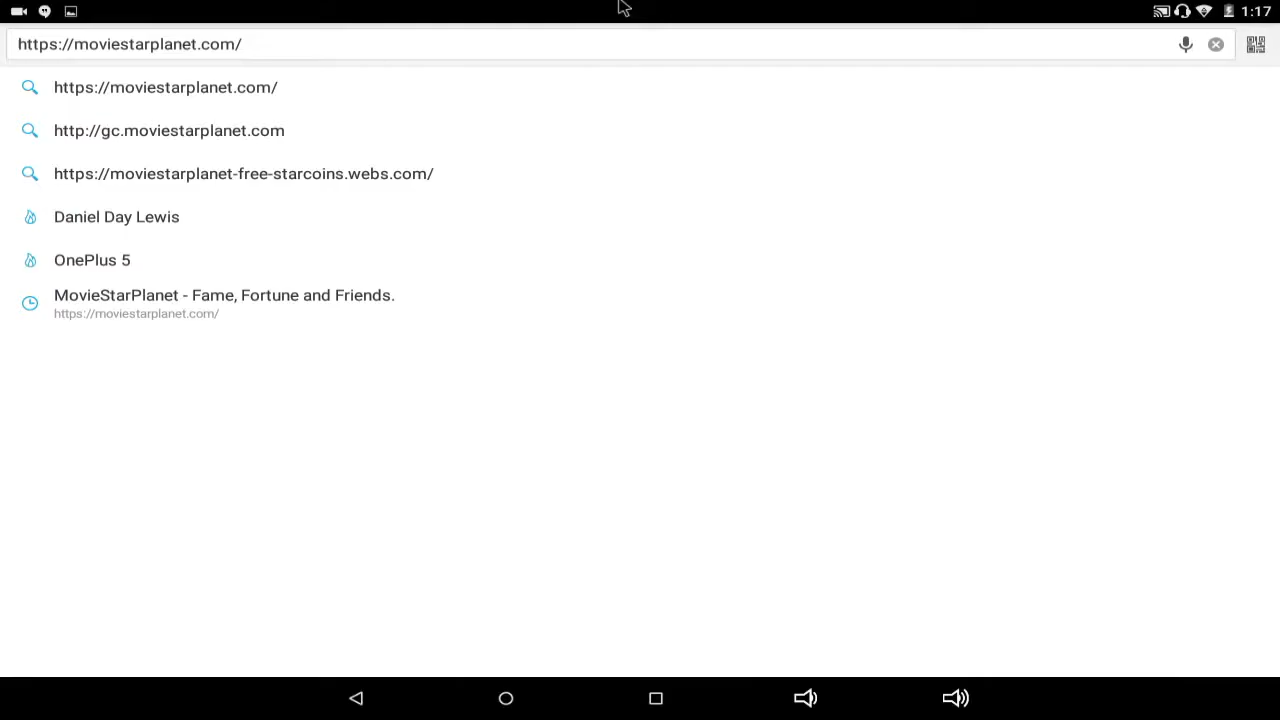 1:17
https://moviestarplanet.com/
https://moviestarplanet.com/
http://gc.moviestarplanet.com
https://moviestarplanet-free-starcoins.webs.com/
Daniel Day Lewis
OnePlus 5
MovieStarPlanet - Fame, Fortune and Friends.
https://moviestarplanet.com/